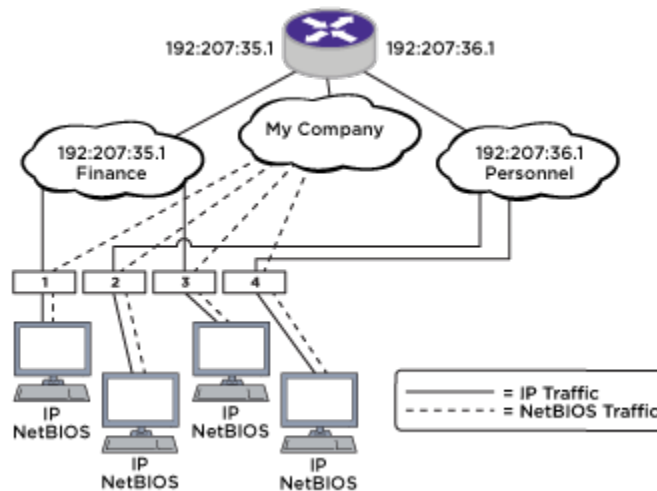 192:207:35.1
192:207:36.1
My Company
192:207:35.1
Finance
192:207:36.1
Personnel
1
2
3
4
IP
NetBIOS
IP
NetBIOS
IP
NetBIOS
IP
NetBIOS
= IP Traffic
= NetBIOS Traffic